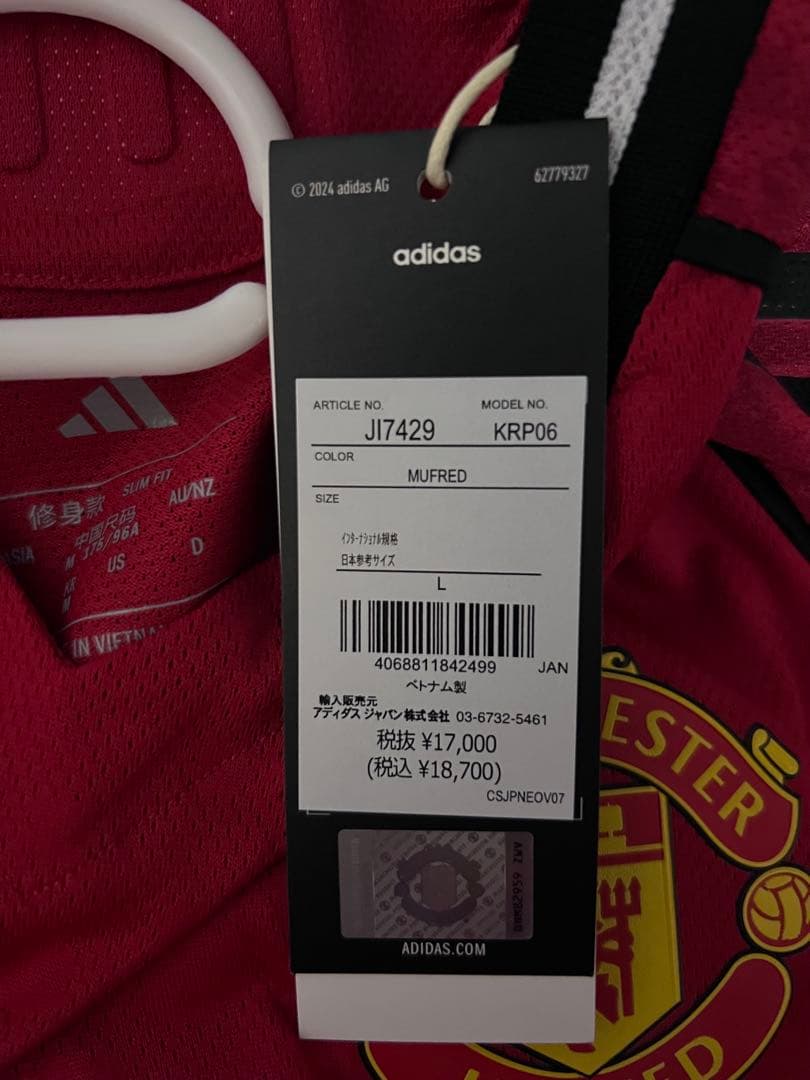 © 2024 adidas AG
62779327
adidas
ARTICLE NO.
MODEL NO.
JI7429
KRP06
COLOR
MUFRED
SIZE
インターナショナル規格
日本参考サイズ
L
4068811842499
JAN
ベトナム製
輸入販売元
アディダス ジャパン株式会社 03-6732-5461
税抜 ¥17,000
(税込 ¥18,700)
CSJPNEOV07
ADIDAS.COM
修身款
SLIM FIT
中国尺码
AU/NZ
M 175/96A
US
D
M
IN VIETNA
ESTER
ED